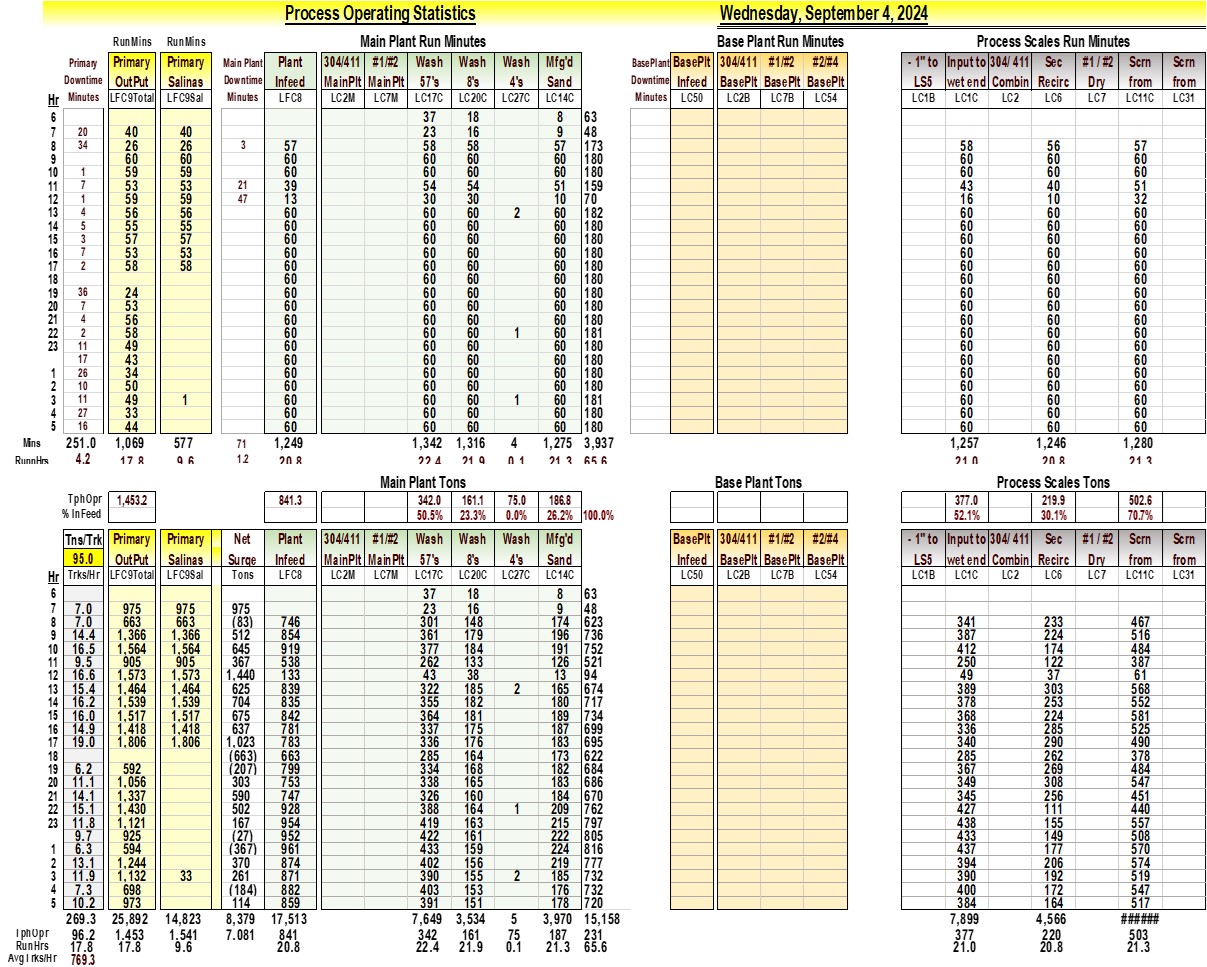 Process Operating Statistics Wednesday, September 4, 2024
RunMins RunMins Main Plant Run Minutes Base Plant Run Minutes Process Scales Run Minutes
Primary Primary Primary Main Plant Plant 304/411 #1/#2 Wash Wash Wash Mfg'd BasePlant BasePlt 304/411 #1/#2 #2/#4 - 1" to Input to 304/ 411 Sec #1 / #2 Scrn Scrn
Downtime OutPut Salinas Downtime Infeed MainPlt MainPlt 57's 8's 4's Sand Downtime Infeed BasePlt BasePlt BasePlt LS5 wet end Combin Recirc Dry from from
Hr Minutes LFC9Total LFC9Sal Minutes LFC8 LC2M LC7M LC17C LC20C LC27C LC14C Minutes LC50 LC2B LC7B LC54 LC1B LC1C LC2 LC6 LC7 LC11C LC31
6 37 18 8 63
7 20 40 40 23 16 9 48
8 34 26 26 3 57 58 58 57 173 58 56 57
9 60 60 60 60 60 60 180 60 60 60
10 1 59 59 60 60 60 60 180 60 60 60
11 7 53 53 21 39 54 54 51 159 43 40 51
12 1 59 59 47 13 30 30 10 70 16 10 32
13 4 56 56 60 60 60 2 60 182 60 60 60
14 5 55 55 60 60 60 60 180 60 60 60
15 3 57 57 60 60 60 60 180 60 60 60
16 7 53 53 60 60 60 60 180 60 60 60
17 2 58 58 60 60 60 60 180 60 60 60
18 60 60 60 60 180 60 60 60
19 36 24 60 60 60 60 180 60 60 60
20 7 53 60 60 60 60 180 60 60 60
21 4 56 60 60 60 60 180 60 60 60
22 2 58 60 60 60 1 60 181 60 60 60
23 11 49 60 60 60 60 180 60 60 60
17 43 60 60 60 60 180 60 60 60
1 26 34 60 60 60 60 180 60 60 60
2 10 50 60 60 60 60 180 60 60 60
3 11 49 1 60 60 60 1 60 181 60 60 60
4 27 33 60 60 60 60 180 60 60 60
5 16 44 60 60 60 60 180 60 60 60
Mins 251.0 1,069 577 71 1,249 1,342 1,316 4 1,275 3,937 1,257 1,246 1,280
RunnHrs 4.2 17.8 9.6 1.2 20.8 22.4 21.9 0.1 21.3 65.6 21.0 20.8 21.3
Main Plant Tons Base Plant Tons Process Scales Tons
TphOpr 1,453.2 841.3 342.0 161.1 75.0 186.8 377.0 219.9 502.6
% InFeed 50.5% 23.3% 0.0% 26.2% 100.0% 52.1% 30.1% 70.7%
Tns/Trk Primary Primary Net Plant 304/411 #1/#2 Wash Wash Wash Mfg'd BasePlt 304/411 #1/#2 #2/#4 - 1" to Input to 304/ 411 Sec #1 / #2 Scrn Scrn
95.0 OutPut Salinas Surge Infeed MainPlt MainPlt 57's 8's 4's Sand Infeed BasePlt BasePlt BasePlt LS5 wet end Combin Recirc Dry from from
Hr Trks/Hr LFC9Total LFC9Sal Tons LFC8 LC2M LC7M LC17C LC20C LC27C LC14C LC50 LC2B LC7B LC54 LC1B LC1C LC2 LC6 LC7 LC11C LC31
6 37 18 8 63
7 7.0 975 975 975 23 16 9 48
8 7.0 663 663 (83) 746 301 148 174 623 341 233 467
9 14.4 1,366 1,366 512 854 361 179 196 736 387 224 516
10 16.5 1,564 1,564 645 919 377 184 191 752 412 174 484
11 9.5 905 905 367 538 262 133 126 521 250 122 387
12 16.6 1,573 1,573 1,440 133 43 38 13 94 49 37 61
13 15.4 1,464 1,464 625 839 322 185 2 165 674 389 303 568
14 16.2 1,539 1,539 704 835 355 182 180 717 378 253 552
15 16.0 1,517 1,517 675 842 364 181 189 734 368 224 581
16 14.9 1,418 1,418 637 781 337 175 187 699 336 285 525
17 19.0 1,806 1,806 1,023 783 336 176 183 695 340 290 490
18 (663) 663 285 164 173 622 285 262 378
19 6.2 592 (207) 799 334 168 182 684 367 269 484
20 11.1 1,056 303 753 338 165 183 686 349 308 547
21 14.1 1,337 590 747 326 160 184 670 345 256 451
22 15.1 1,430 502 928 388 164 1 209 762 427 111 440
23 11.8 1,121 167 954 419 163 215 797 438 155 557
9.7 925 (27) 952 422 161 222 805 433 149 508
1 6.3 594 (367) 961 433 159 224 816 437 177 570
2 13.1 1,244 370 874 402 156 219 777 394 206 574
3 11.9 1,132 33 261 871 390 155 2 185 732 390 192 519
4 7.3 698 (184) 882 403 153 176 732 400 172 547
5 10.2 973 114 859 391 151 178 720 384 164 517
269.3 25,892 14,823 8,379 17,513 7,649 3,534 5 3,970 15,158 7,899 4,566 ######
TphOpr 96.2 1,453 1,541 7.081 841 342 161 75 187 231 377 220 503
RunHrs 17.8 17.8 9.6 20.8 22.4 21.9 0.1 21.3 65.6 21.0 20.8 21.3
AvgTrks/Hr 769.3